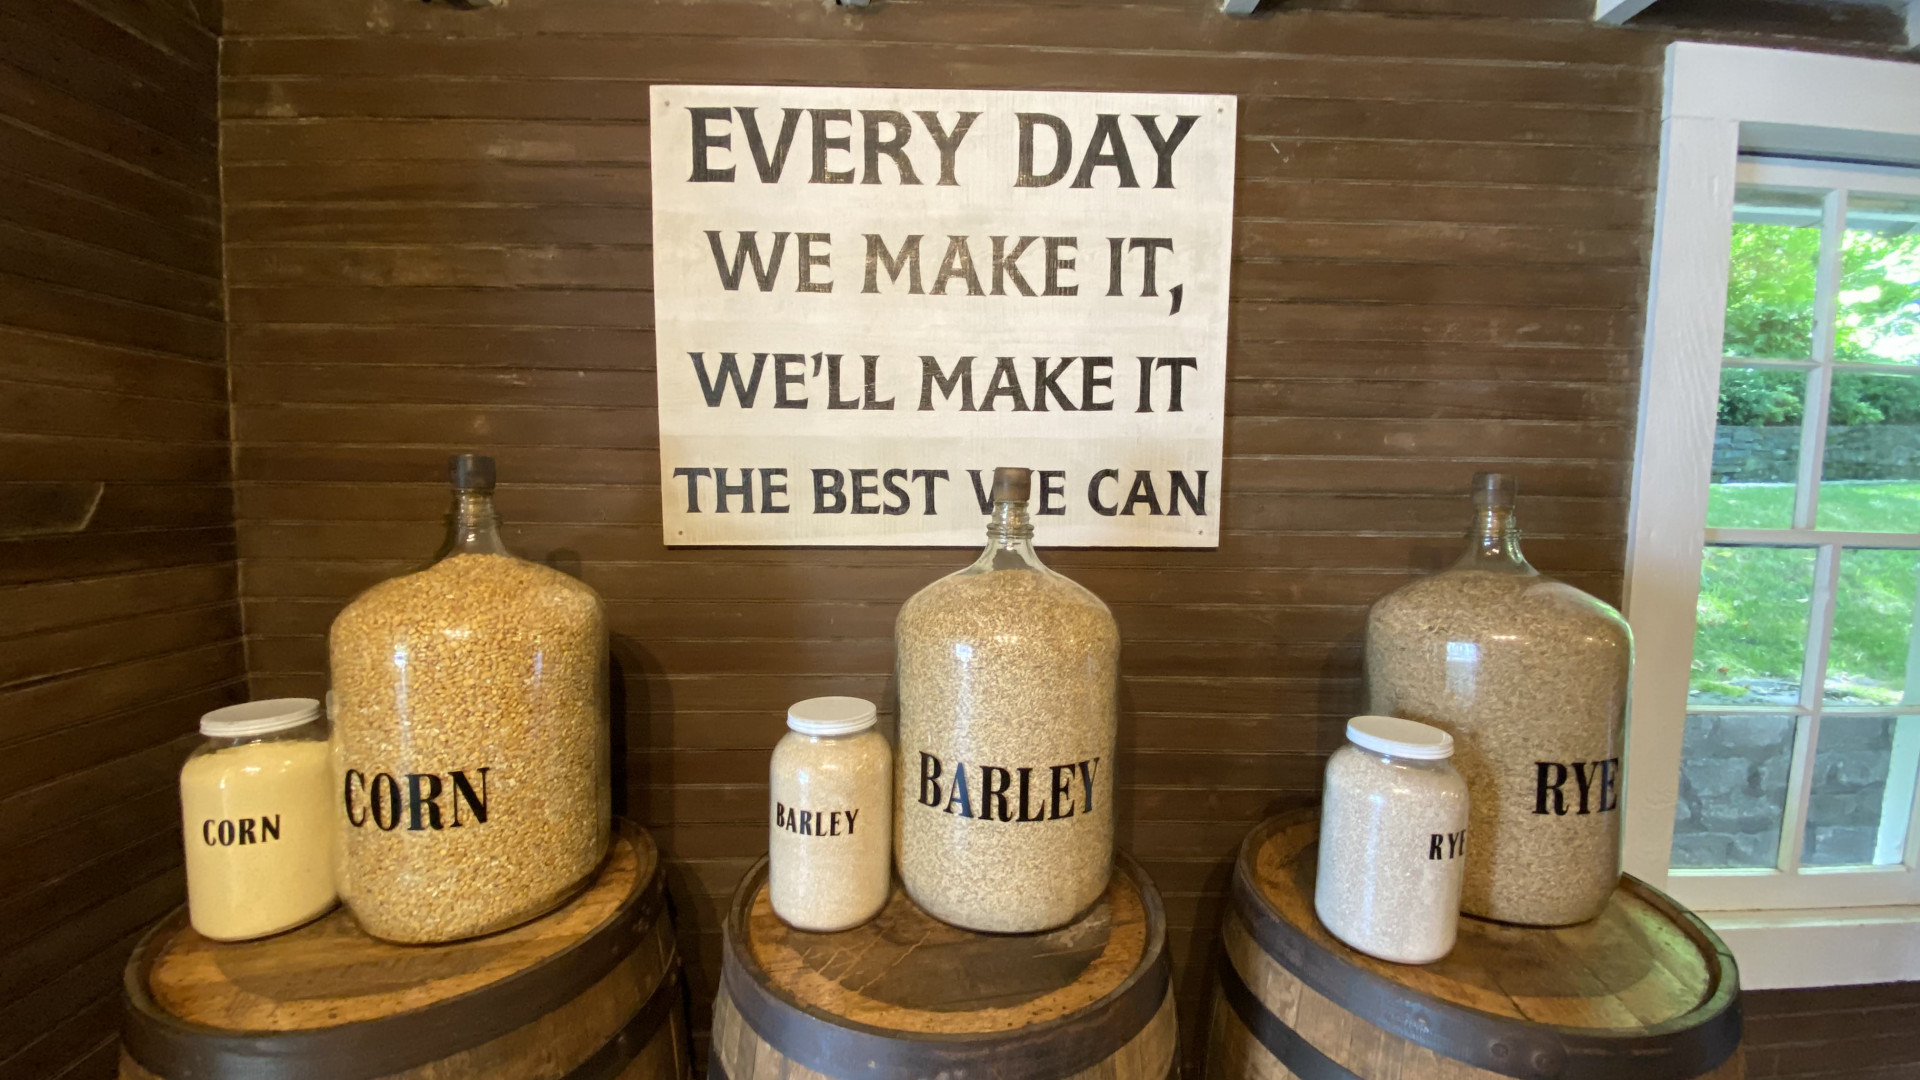 EVERY DAY
WE MAKE IT,
WE'LL MAKE IT
THE BEST WE CAN
CORN
CORN
BARLEY
BARLEY
RYE
RYE